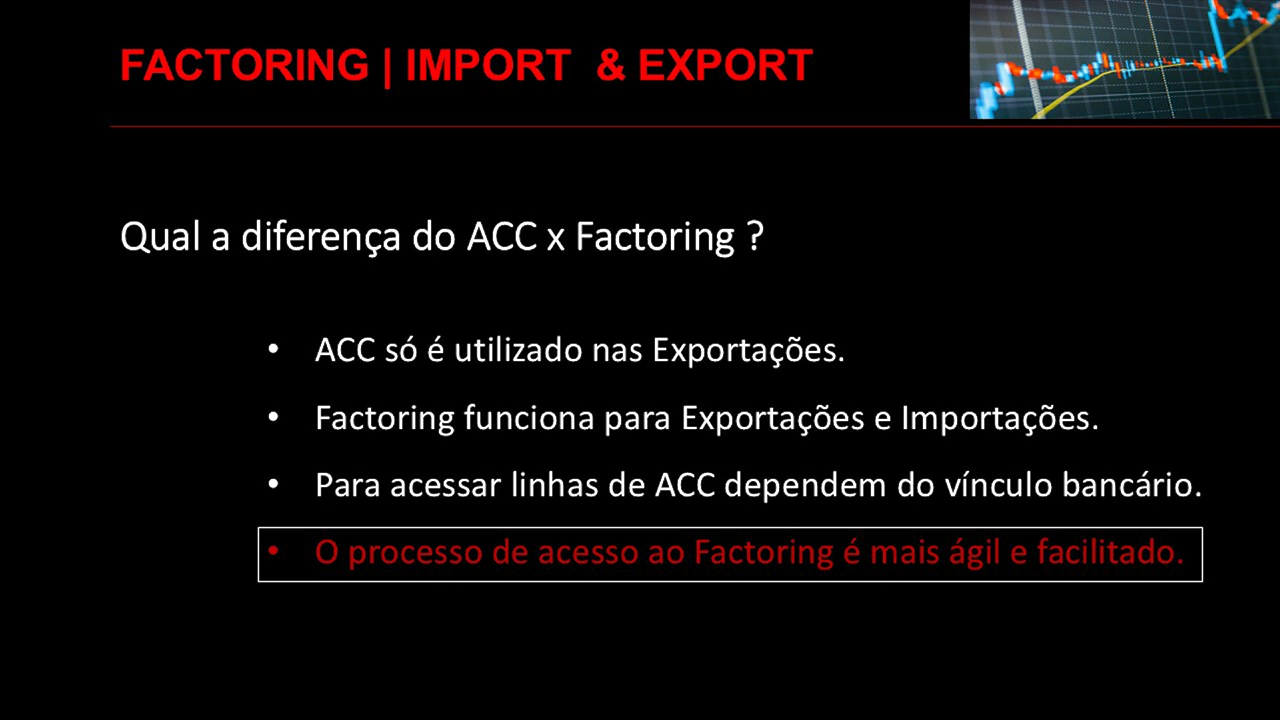 FACTORING | IMPORT & EXPORT
Qual a diferença do ACC x Factoring ?
• ACC só é utilizado nas Exportações.
• Factoring funciona para Exportações e Importações.
• Para acessar linhas de ACC dependem do vínculo bancário.
• O processo de acesso ao Factoring é mais ágil e facilitado.